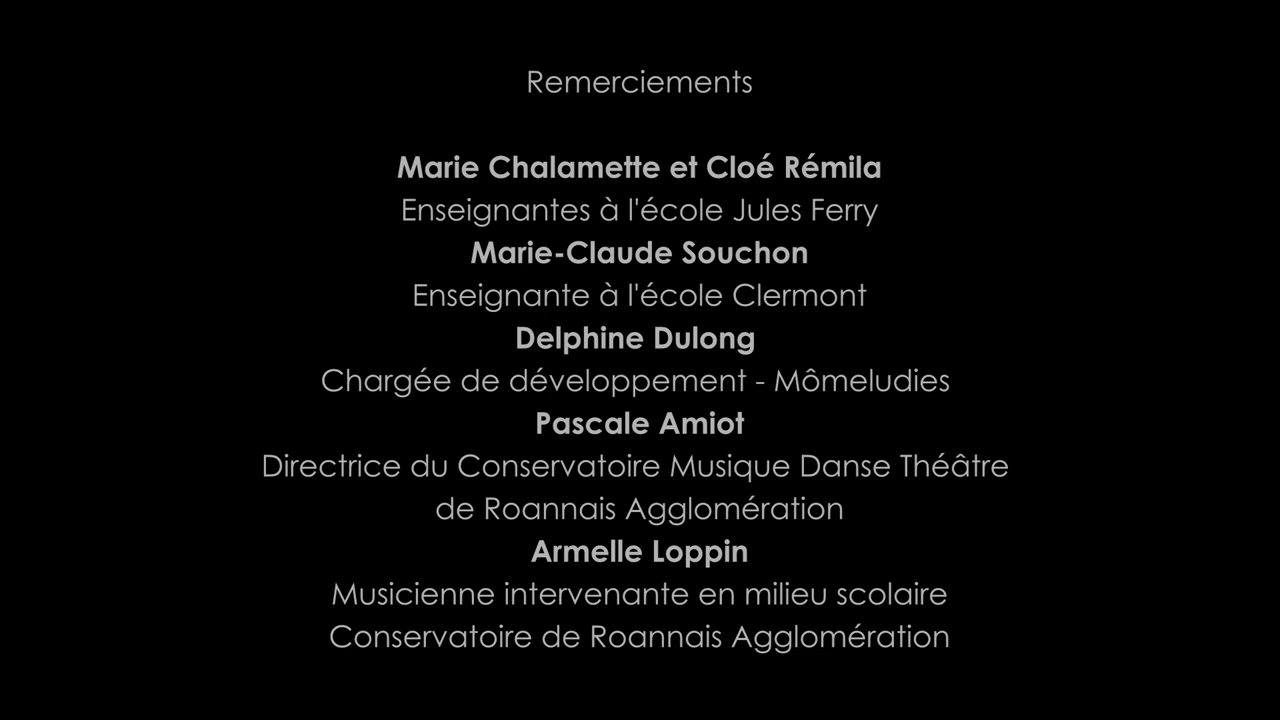 Remerciements
Marie Chalamette et Cloé Rémila
Enseignantes à l'école Jules Ferry
Marie-Claude Souchon
Enseignante à l'école Clermont
Delphine Dulong
Chargée de développement - Mômeludies
Pascale Amiot
Directrice du Conservatoire Musique Danse Théâtre
de Roannais Agglomération
Armelle Loppin
Musicienne intervenante en milieu scolaire
Conservatoire de Roannais Agglomération